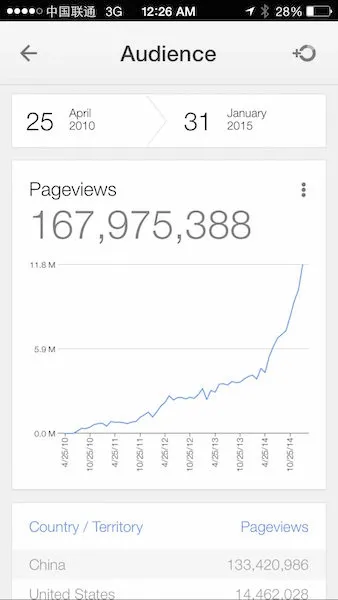 中国联通 3G 12:26 AM 28%
Audience
25 April 2010 31 January 2015
Pageviews
167,975,388
11.8 M
5.9 M
0.0 M
4/25/10 10/25/10 4/25/11 10/25/11 4/25/12 10/25/12 4/25/13 10/25/13 4/25/14 10/25/14
Country / Territory Pageviews
China 133,420,986
United States 14,462,028